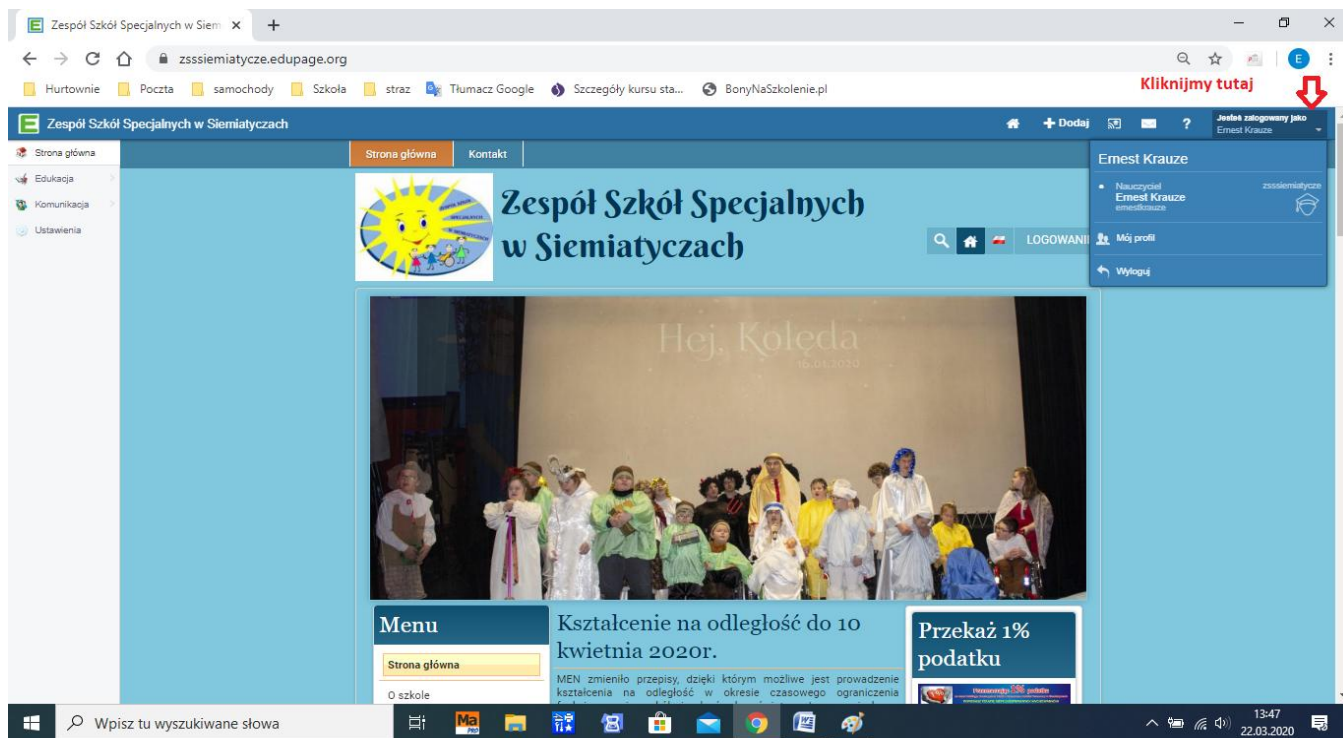 Zespół Szkół Specjalnych w Siem
zsssiemiatycze.edupage.org
E
Hurtownie Poczta samochody Szkoła straz Tłumacz Google Szczegóły kursu sta... BonyNaSzkolenie.pl
Kliknijmy tutaj
Zespół Szkół Specjalnych w Siemiatyczach
+ Dodaj
?
Jesteś zalogowany jako
Ernest Krauze
Strona główna
Edukacja
Komunikacja
Ustawienia
Strona główna Kontakt
Ernest Krauze
Nauczyciel zsssiemiatycze
Ernest Krauze
ernestkrauze
Mój profil
Wyloguj
Zespół Szkół Specjalnych
w Siemiatyczach
LOGOWANI
Hej, Kolęda
16.01.2020
Menu
Strona główna
O szkole
Kształcenie na odległość do 10
kwietnia 2020r.
MEN zmieniło przepisy, dzięki którym możliwe jest prowadzenie
kształcenia na odległość w okresie czasowego ograniczenia
Przekaż 1%
podatku
Wpisz tu wyszukiwane słowa
Ma
PRO
13:47
22.03.2020